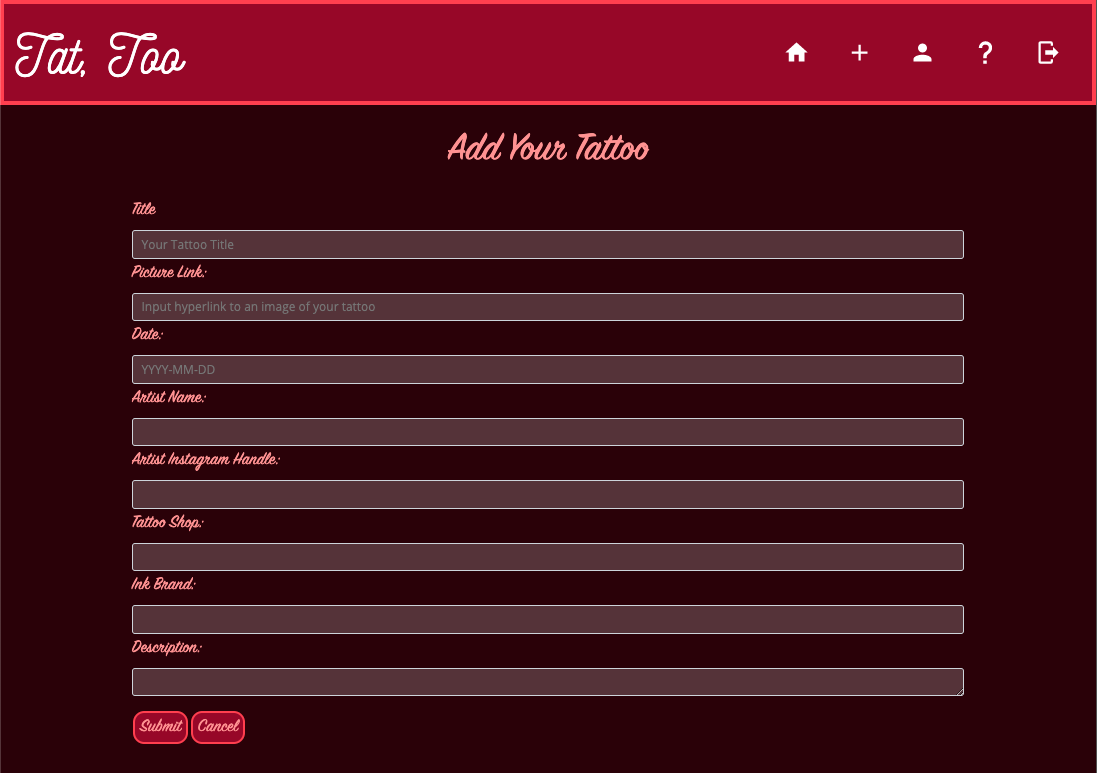 Tat, Too
?
Add Your Tattoo
Title
Your Tattoo Title
Picture Link:
Input hyperlink to an image of your tattoo
Date:
YYYY-MM-DD
Artist Name:
Artist Instagram Handle:
Tattoo Shop:
Ink Brand:
Description:
Submit Cancel